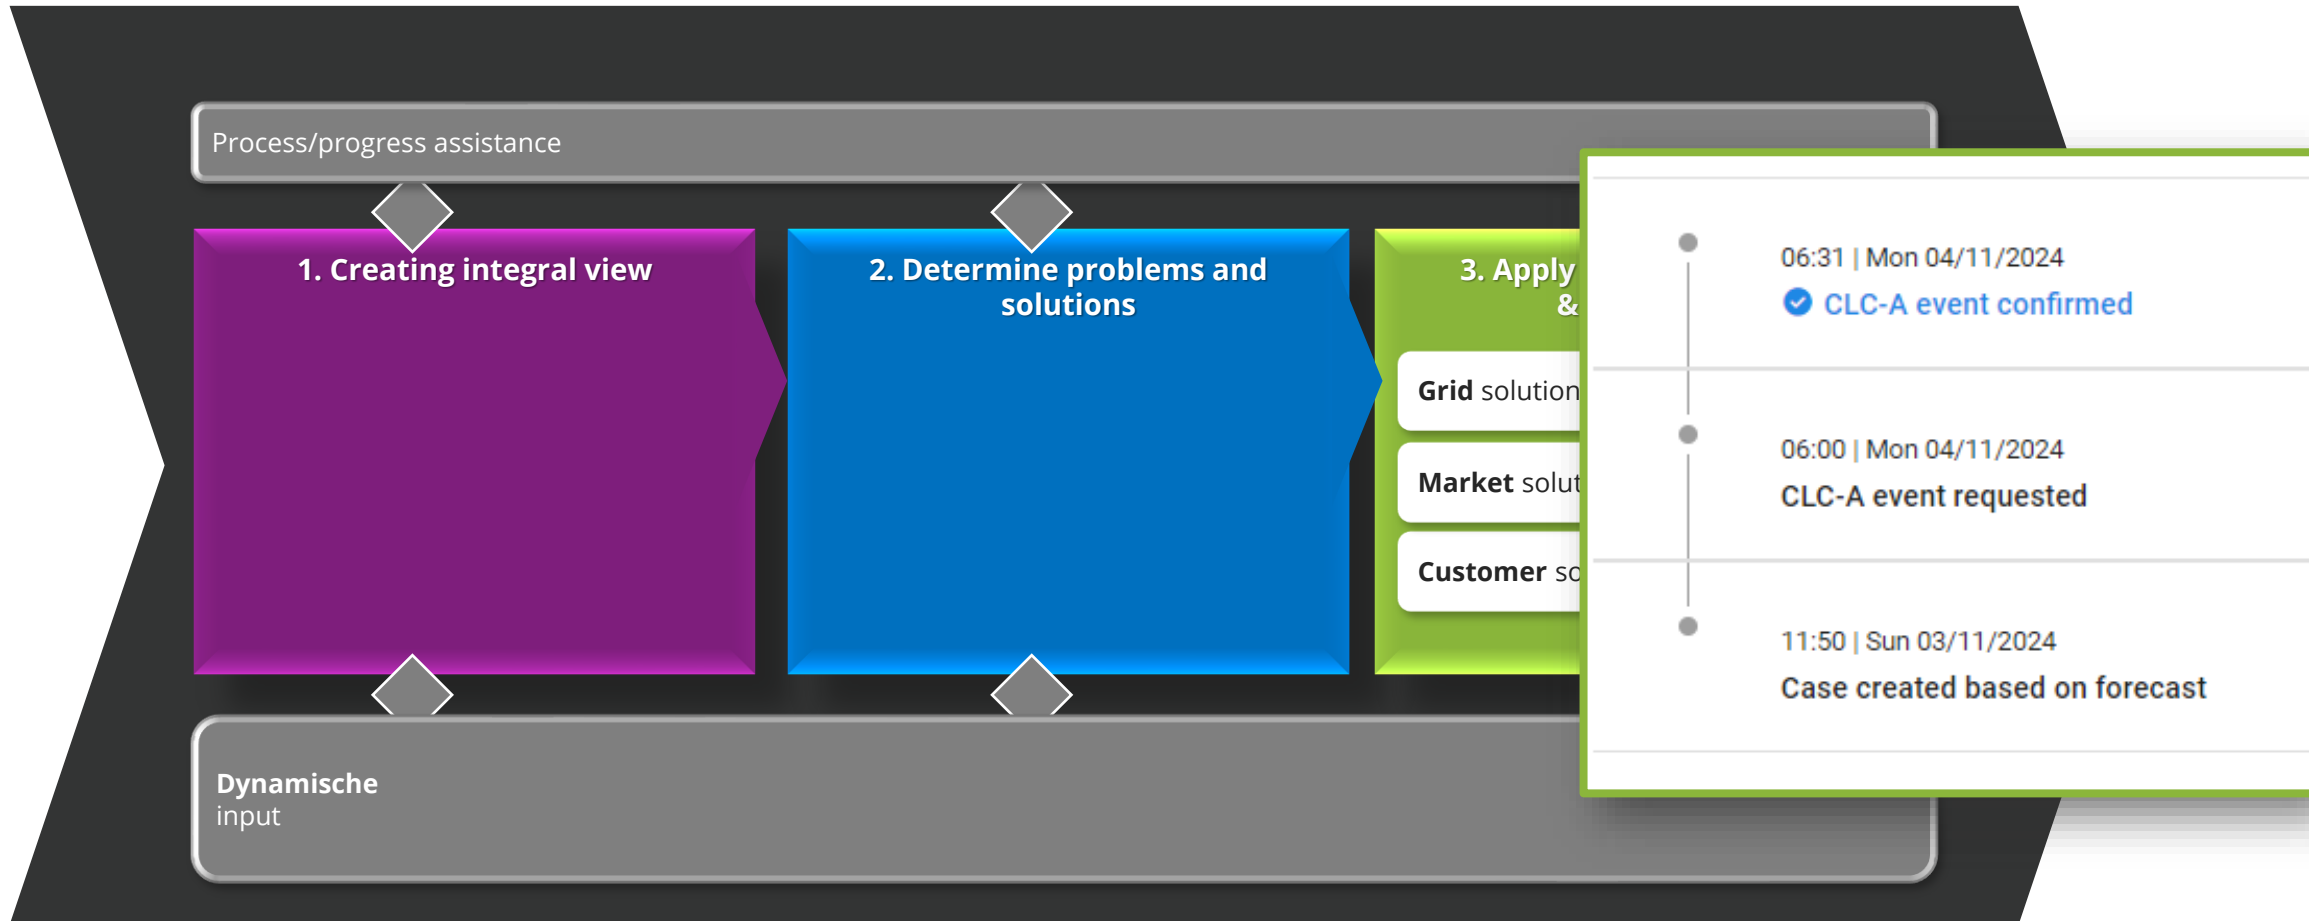 Process/progress assistance
1. Creating integral view
2. Determine problems and
solutions
3. Apply
&
Grid solution
Market solut
Customer so
06:31 | Mon 04/11/2024
CLC-A event confirmed
06:00 | Mon 04/11/2024
CLC-A event requested
11:50 | Sun 03/11/2024
Case created based on forecast
Dynamische
input